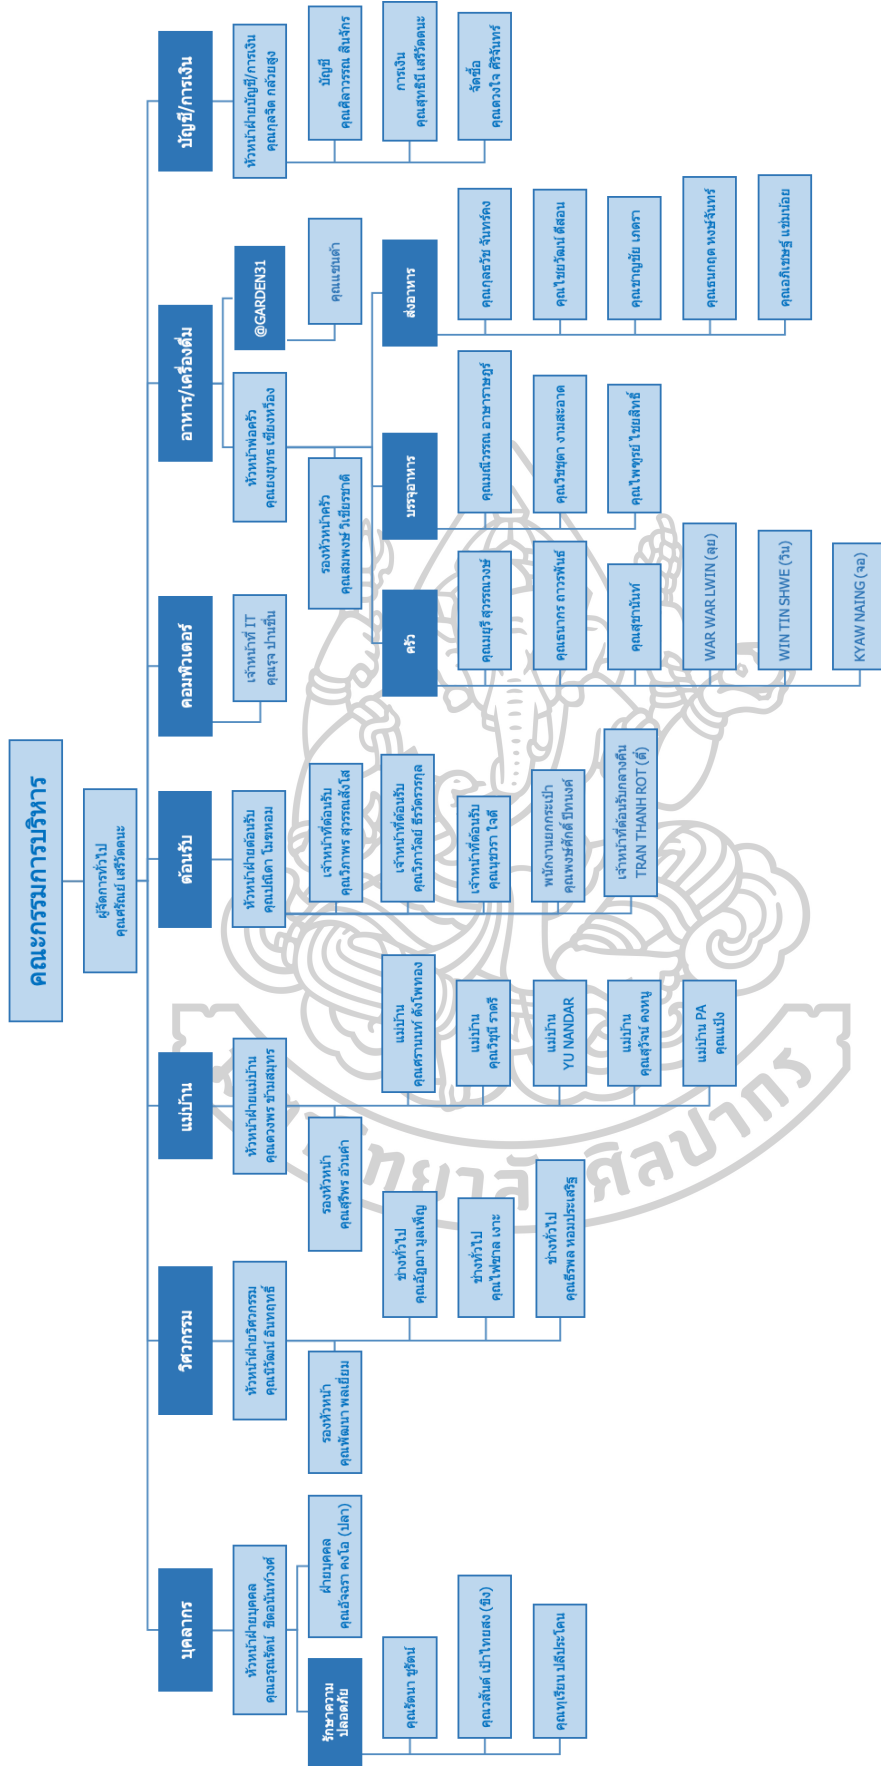 คณะกรรมการบริหาร
ผู้จัดการทั่วไป
คุณศรัณย์ เสรีวัตตนะ
บุคลากร
หัวหน้าฝ่ายบุคคล
คุณอรุณรัตน์ ชิตอนันท์วงศ์
รักษาความ
ปลอดภัย
คุณรัตนา ชูรัตน์
คุณวสันต์ เป้าไทยสง (ชิง)
คุณทุเรียน ปลีประโคน
ฝ่ายบุคคล
คุณอัจฉรา คงโอ (ปลา)
วิศวกรรม
หัวหน้าฝ่ายวิศวกรรม
คุณนิวัฒน์ อินทฤทธิ์
รองหัวหน้า
คุณพัฒนา พลเยี่ยม
ช่างทั่วไป
คุณอัฏฌา มูลเพ็ญ
ช่างทั่วไป
คุณไฟซาล เงาะ
ช่างทั่วไป
คุณธีรพล หอมประเสริฐ
แม่บ้าน
หัวหน้าฝ่ายแม่บ้าน
คุณดวงพร ข้ามสมุทร
รองหัวหน้า
คุณสุรีพร อ้วนคำ
แม่บ้าน
คุณศรานนท์ ตังโพทอง
แม่บ้าน
คุณวิชุนี ราตรี
แม่บ้าน
YU NANDAR
แม่บ้าน
คุณสุรัจน์ คงหนู
แม่บ้าน PA
คุณแป้ง
ต้อนรับ
หัวหน้าฝ่ายต้อนรับ
คุณปณิดา โมฆหอม
เจ้าหน้าที่ต้อนรับ
คุณวิภาพร สุวรรณสังโส
เจ้าหน้าที่ต้อนรับ
คุณวิภาวัลย์ ธีรวัตรวรกุล
เจ้าหน้าที่ต้อนรับ
คุณนุชวรา ใจดี
พนักงานยกกระเป๋า
คุณพงษ์ศักดิ์ ปัทนงค์
เจ้าหน้าที่ต้อนรับกลางคืน
TRAN THANH ROT (ตี๋)
คอมพิวเตอร์
เจ้าหน้าที่ IT
คุณรุจ ปานชื่น
อาหาร/เครื่องดื่ม
หัวหน้าพ่อครัว
คุณยงยุทธ เซียงหว็อง
รองหัวหน้าครัว
คุณสมพงษ์ วิเชียรชาติ
ครัว
คุณมยุรี สุวรรณวงษ์
คุณธนากร ถาวรพันธ์
คุณสุชานันท์
WAR WAR LWIN (ลุย)
WIN TIN SHWE (วิน)
KYAW NAING (จอ)
บรรจุอาหาร
คุณมณีวรรณ อาษาราษฎร์
คุณวิชชุดา งามสะอาด
คุณไพฑูรย์ ไชยสิทธิ์
ส่งอาหาร
คุณกุลธวัช จันทร์คง
คุณไชยวัฒน์ ดีสอน
คุณชาญชัย เภตรา
คุณธนกฤต หงษ์จันทร์
คุณอภิเชษฐ์ แช่มน้อย
@GARDEN31
คุณแซนด้า
บัญชี/การเงิน
หัวหน้าฝ่ายบัญชี/การเงิน
คุณกุลจิต กล้วยสูง
บัญชี
คุณศิลาวรรณ สินจักร
การเงิน
คุณสุทธินี เสรีวัตตนะ
จัดซื้อ
คุณดวงใจ ศิริจันทร์